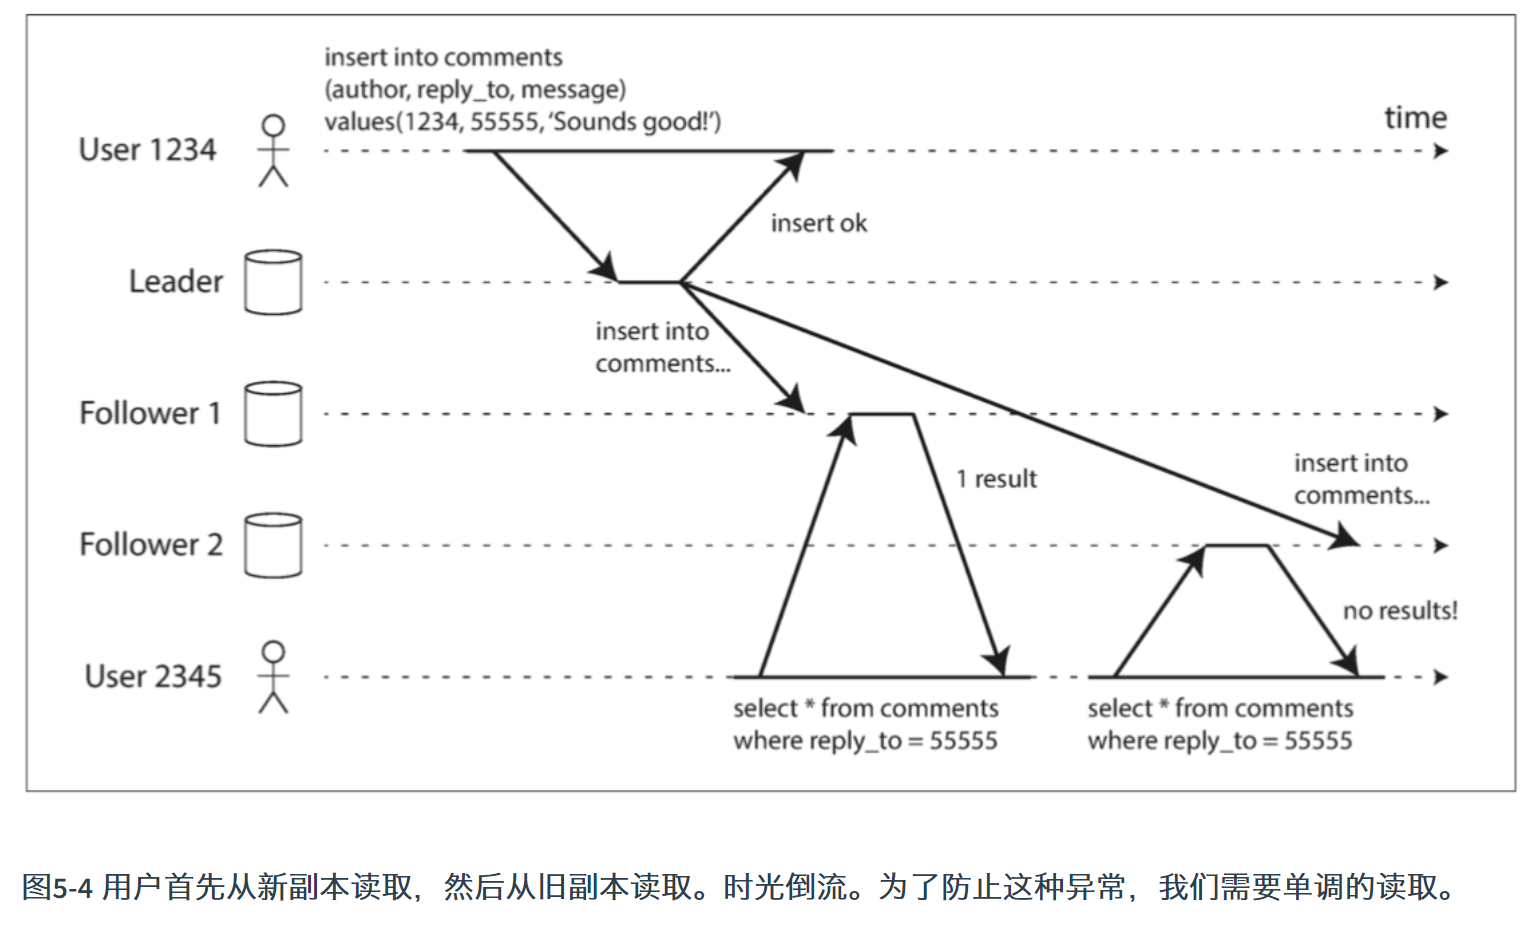 insert into comments
(author, reply_to, message)
values(1234, 55555, ‘Sounds good!’)
time
User 1234
insert ok
Leader
insert into
comments...
Follower 1
1 result
insert into
comments...
Follower 2
no results!
User 2345
select * from comments
where reply_to = 55555
select * from comments
where reply_to = 55555
图5-4 用户首先从新副本读取，然后从旧副本读取。时光倒流。为了防止这种异常，我们需要单调的读取。